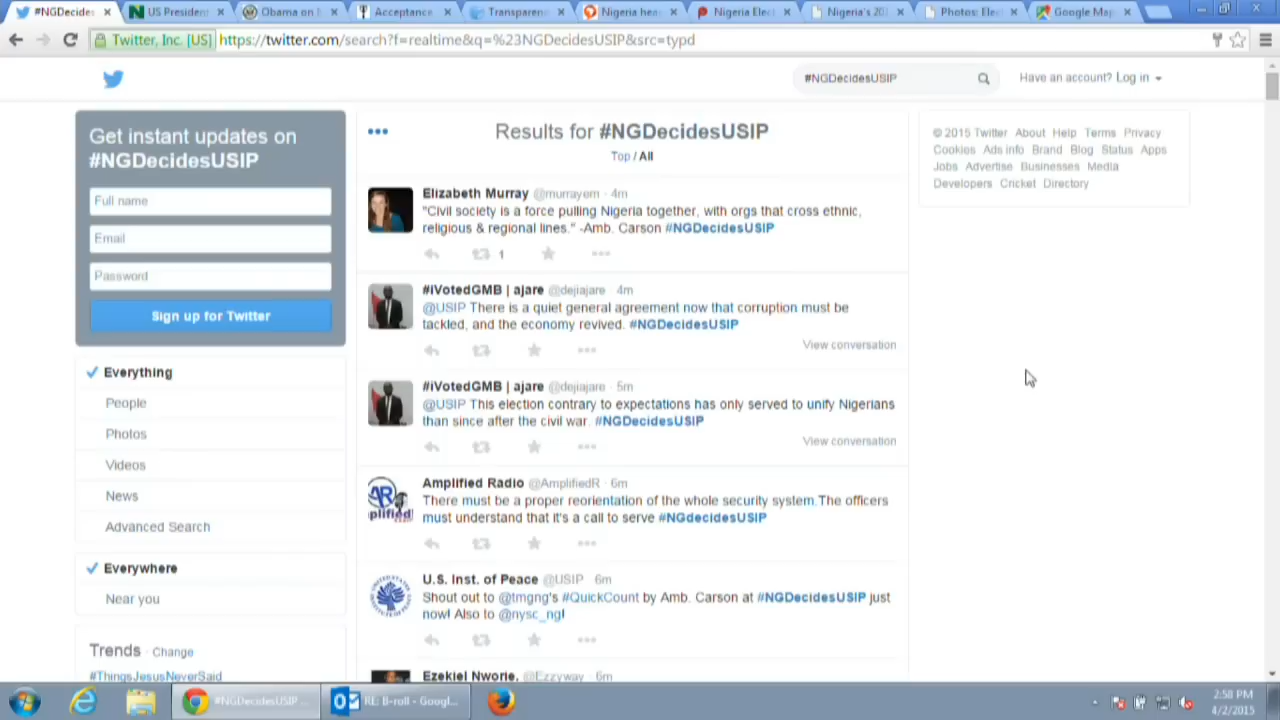 #NGDecides
US President
Obama on
Acceptance
Transparen
Nigeria hea
Nigeria Elect
Nigeria's 20
Photos: Elec
Google Map
Twitter, Inc. [US] https://twitter.com/search?f=realtime&q=%23NGDecidesUSIP&src=typd
#NGDecidesUSIP
Have an account? Log in
Get instant updates on
#NGDecidesUSIP
Full name
Email
Password
Sign up for Twitter
Everything
People
Photos
Videos
News
Advanced Search
Everywhere
Near you
Trends · Change
#ThingsJesusNeverSaid
Results for #NGDecidesUSIP
Top / All
Elizabeth Murray @murrayem · 4m
"Civil society is a force pulling Nigeria together, with orgs that cross ethnic,
religious & regional lines." -Amb. Carson #NGDecidesUSIP
1
#iVotedGMB | ajare @dejiajare · 4m
@USIP There is a quiet general agreement now that corruption must be
tackled, and the economy revived. #NGDecidesUSIP
View conversation
#iVotedGMB | ajare @dejiajare · 5m
@USIP This election contrary to expectations has only served to unify Nigerians
than since after the civil war. #NGDecidesUSIP
View conversation
Amplified Radio @AmplifiedR · 6m
There must be a proper reorientation of the whole security system.The officers
must understand that it's a call to serve #NGdecidesUSIP
U.S. Inst. of Peace @USIP · 6m
Shout out to @tmgng's #QuickCount by Amb. Carson at #NGDecidesUSIP just
now! Also to @nysc_ng!
Ezekiel Nworie. @Ezzyway · 6m
© 2015 Twitter About Help Terms Privacy
Cookies Ads info Brand Blog Status Apps
Jobs Advertise Businesses Media
Developers Cricket Directory
#NGDecidesUSIP ...
RE: B-roll - Googl...
2:58 PM
4/2/2015